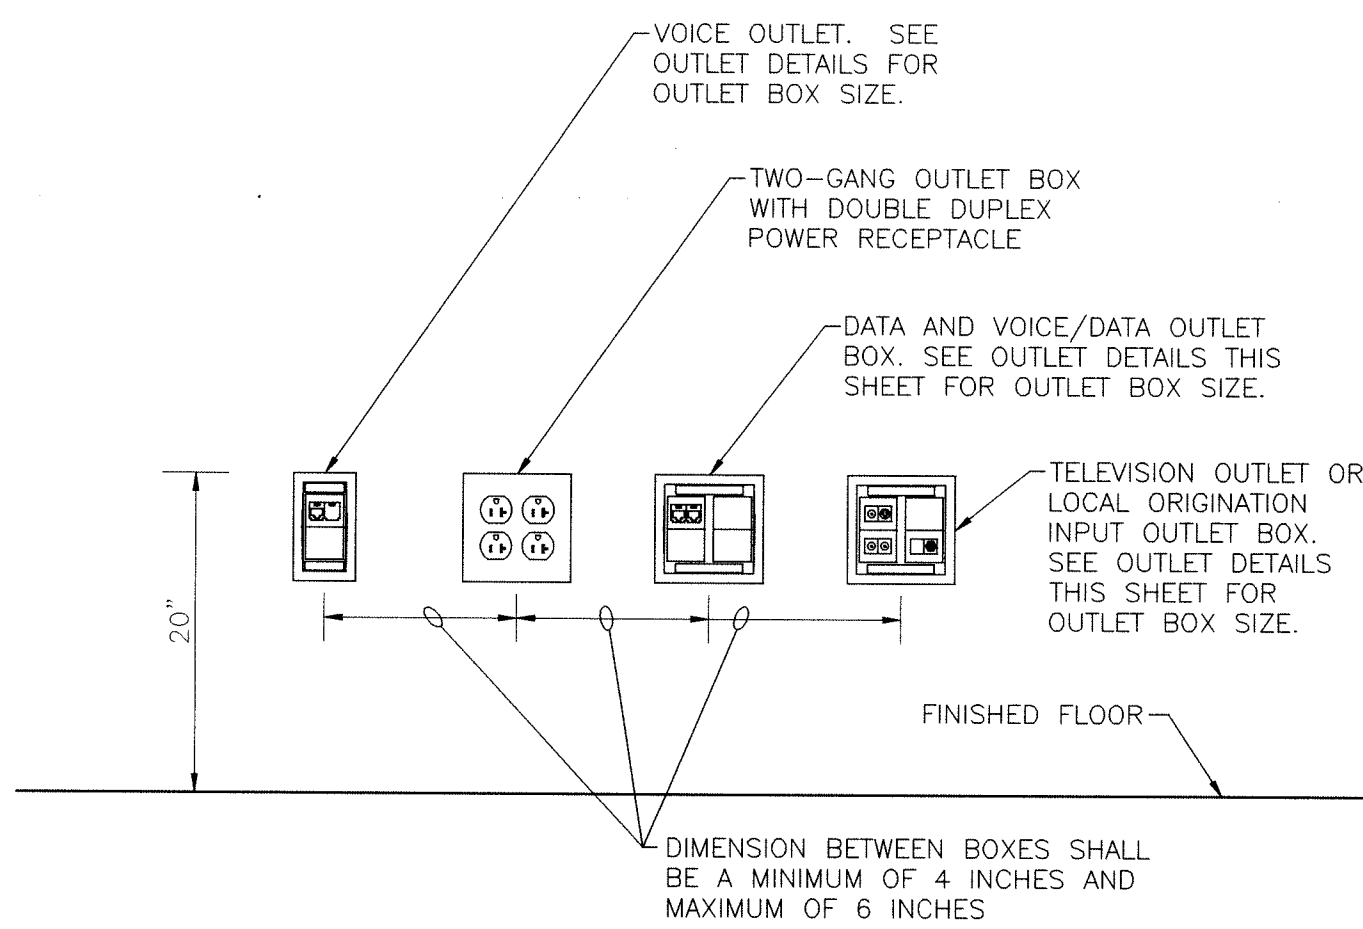 VOICE OUTLET. SEE
OUTLET DETAILS FOR
OUTLET BOX SIZE.
TWO-GANG OUTLET BOX
WITH DOUBLE DUPLEX
POWER RECEPTACLE
DATA AND VOICE/DATA OUTLET
BOX. SEE OUTLET DETAILS THIS
SHEET FOR OUTLET BOX SIZE.
TELEVISION OUTLET OR
LOCAL ORIGINATION
INPUT OUTLET BOX.
SEE OUTLET DETAILS
THIS SHEET FOR
OUTLET BOX SIZE.
20"
FINISHED FLOOR
DIMENSION BETWEEN BOXES SHALL
BE A MINIMUM OF 4 INCHES AND
MAXIMUM OF 6 INCHES